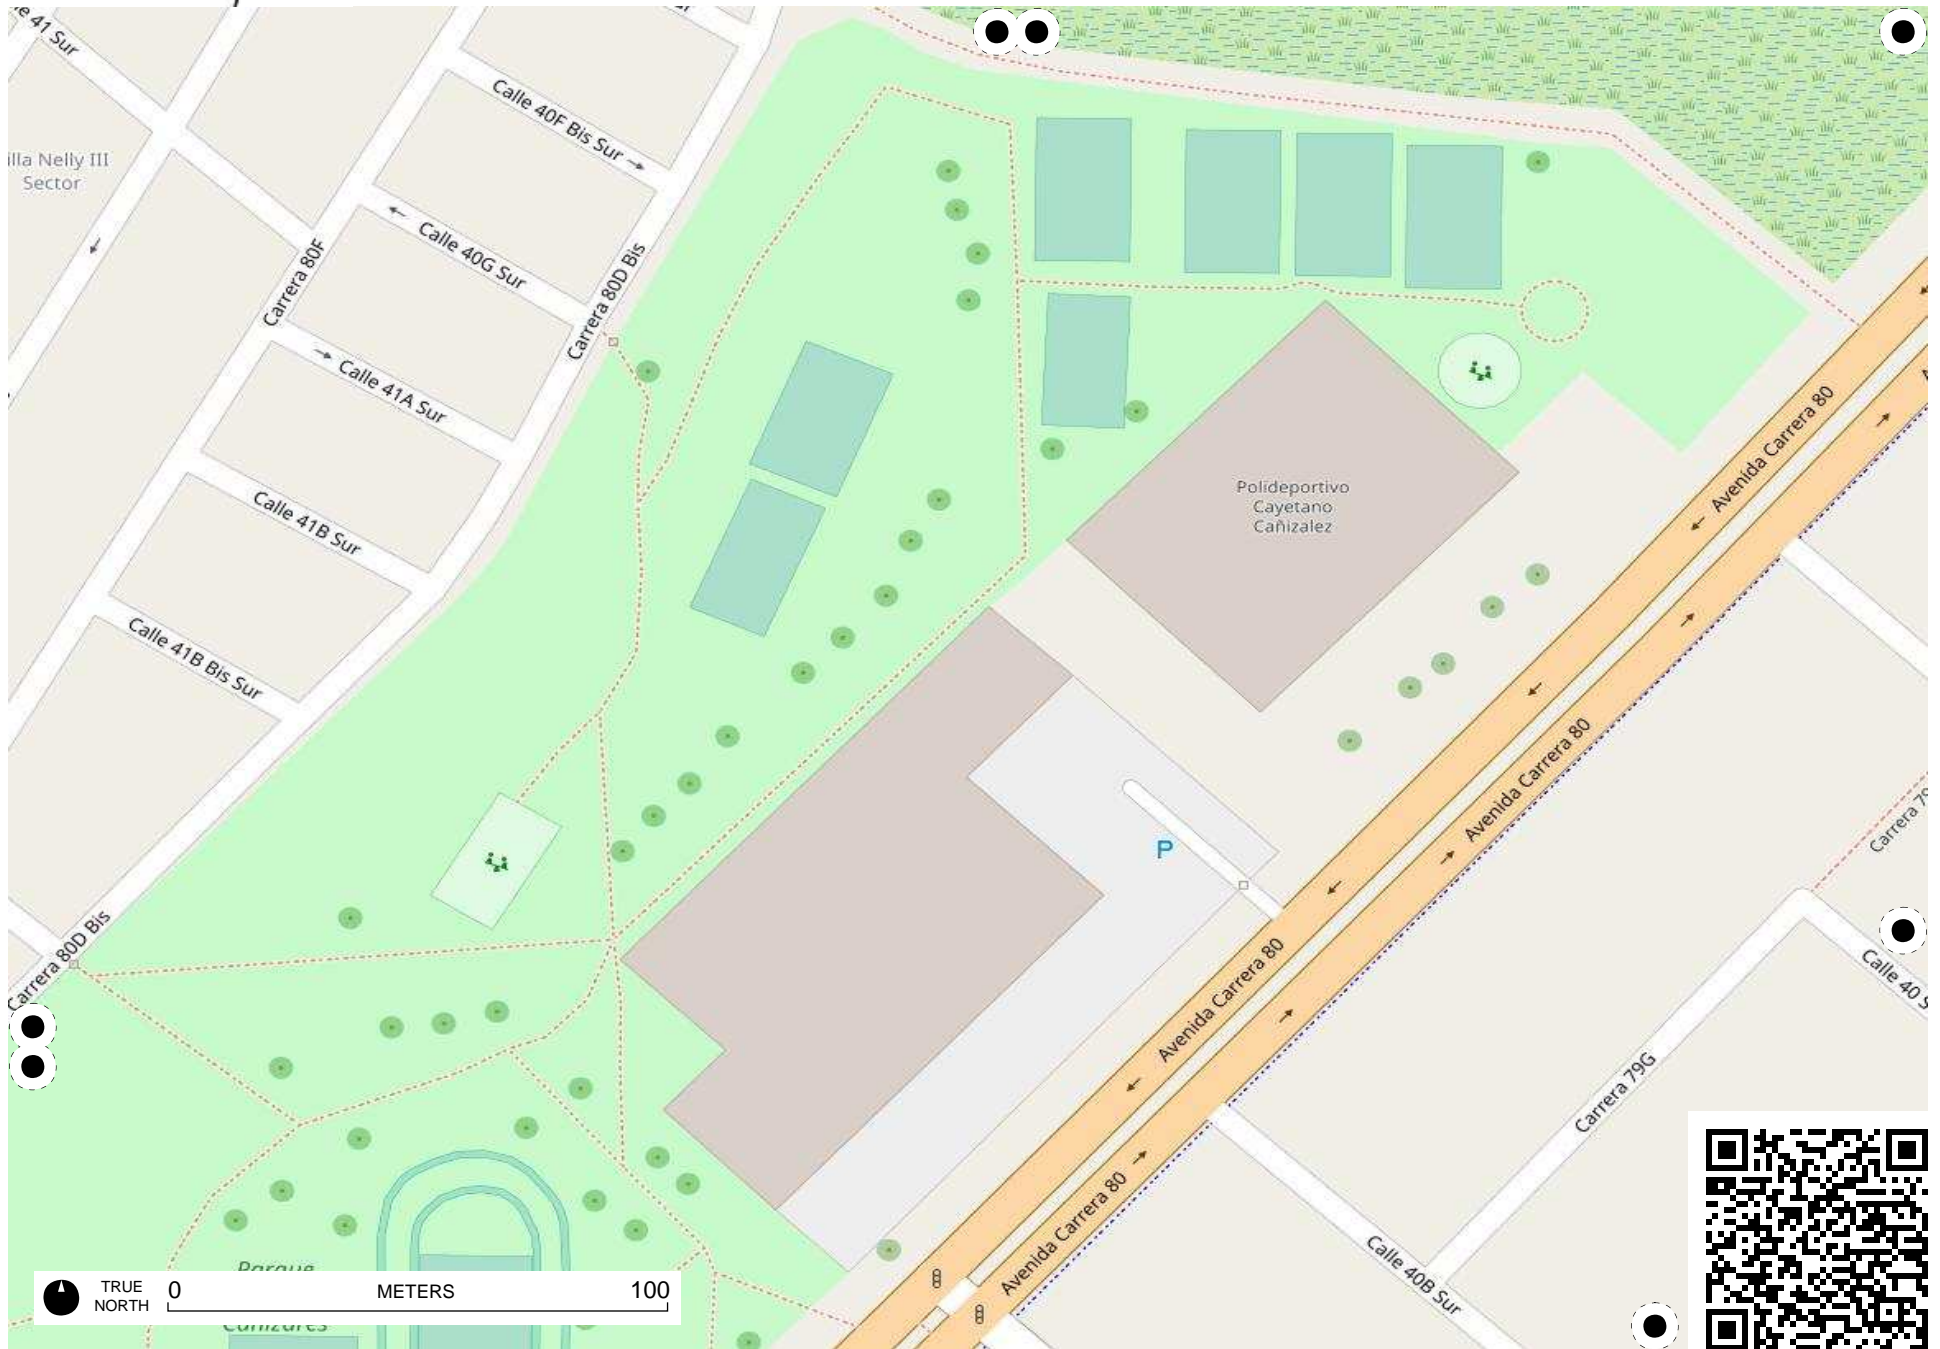 Calle 40F Bis Sur
lla Nelly III
Sector
Calle 40G Sur
Carrera 80F
Carrera 80D Bis
Calle 41A Sur
Avenida Carrera 80
Polideportivo
Cayetano
Cañizalez
Calle 41B Sur
Calle 41B Bis Sur
Avenida Carrera 80
Carrera 79
P
Carrera 80D Bis
Avenida Carrera 80
Calle 40 S
Carrera 79G
Avenida Carrera 80
Calle 40B Sur
Parque
Cañizares
TRUE
NORTH
0 METERS 100
41 Sur